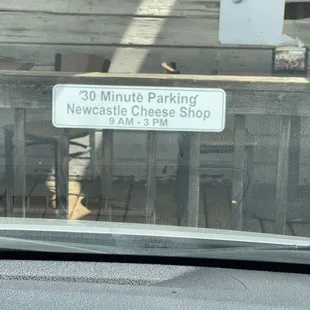 30 Minute Parking
Newcastle Cheese Shop
9 AM - 3 PM